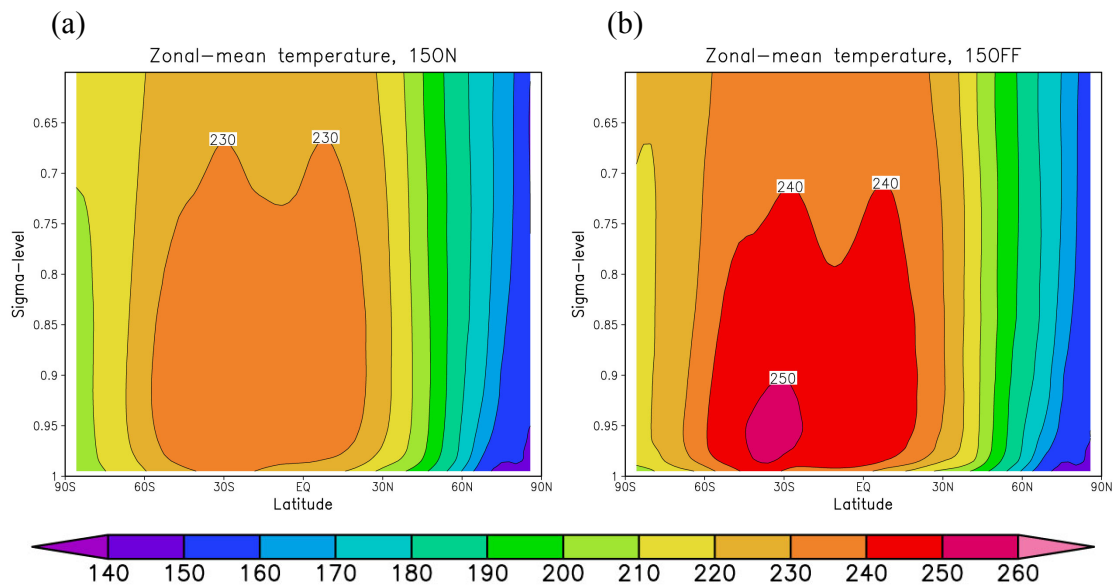 (a)
Zonal-mean temperature, 15ON
Sigma-level
0.65
0.7
0.75
0.8
0.85
0.9
0.95
1
230
230
90S 60S 30S EQ 30N 60N 90N
Latitude
(b)
Zonal-mean temperature, 15OFF
Sigma-level
0.65
0.7
0.75
0.8
0.85
0.9
0.95
1
240
240
250
90S 60S 30S EQ 30N 60N 90N
Latitude
140 150 160 170 180 190 200 210 220 230 240 250 260